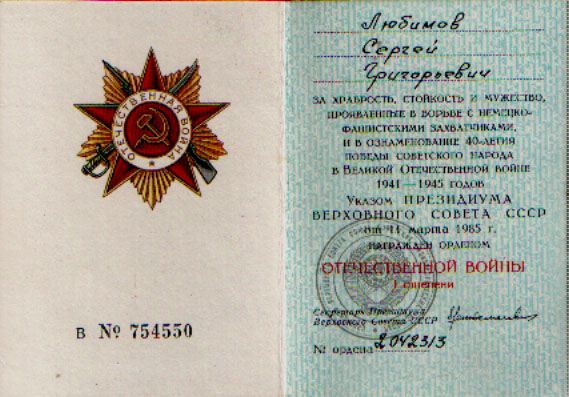 ОТЕЧЕСТВЕННАЯ ВОЙНА
В № 754550
Любимов
Сергей
Григорьевич
ЗА ХРАБРОСТЬ, СТОЙКОСТЬ И МУЖЕСТВО,
ПРОЯВЛЕННЫЕ В БОРЬБЕ С НЕМЕЦКО-
ФАШИСТСКИМИ ЗАХВАТЧИКАМИ,
И В ОЗНАМЕНОВАНИЕ 40-ЛЕТИЯ
ПОБЕДЫ СОВЕТСКОГО НАРОДА
В ВЕЛИКОЙ ОТЕЧЕСТВЕННОЙ ВОЙНЕ
1941—1945 ГОДОВ
УКАЗОМ ПРЕЗИДИУМА
ВЕРХОВНОГО СОВЕТА СССР
от 11 марта 1985 г.
НАГРАЖДЕН ОРДЕНОМ
ОТЕЧЕСТВЕННОЙ ВОЙНЫ
I степени
Секретарь Президиума
Верховного Совета СССР
№ ордена 2042313